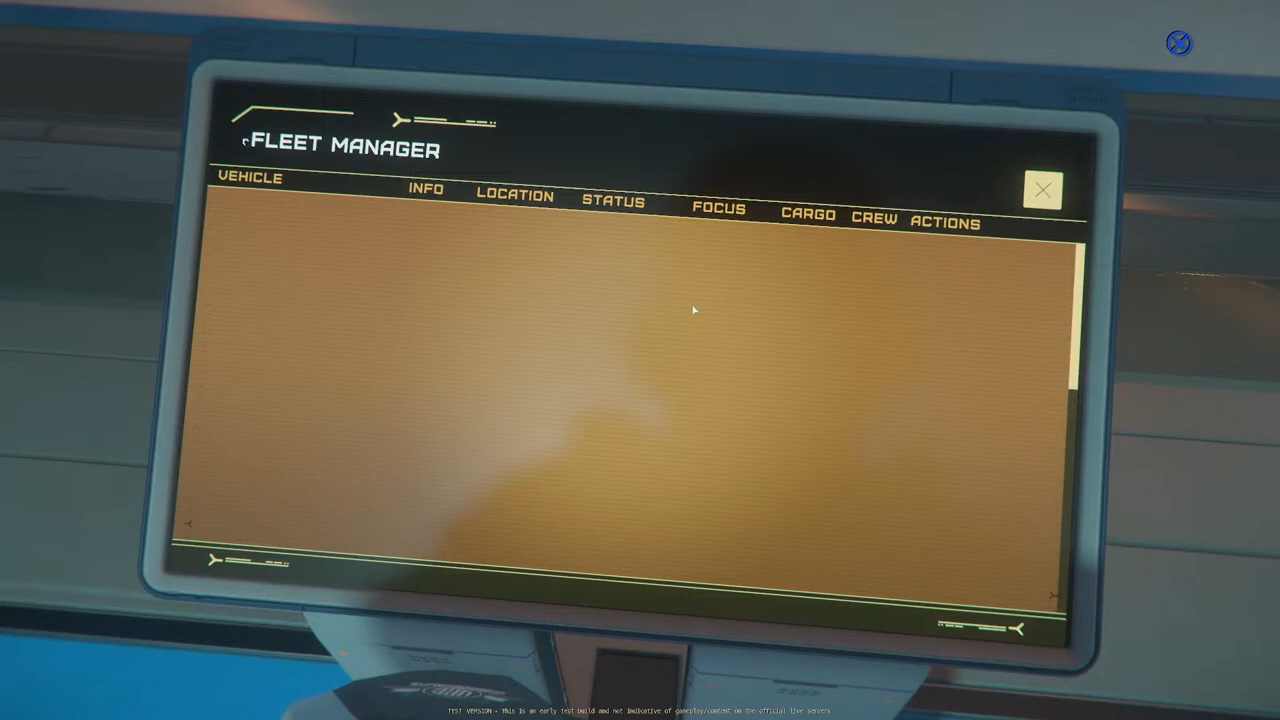 FLEET MANAGER
VEHICLE INFO LOCATION STATUS FOCUS CARGO CREW ACTIONS
TEST VERSION - This is an early test build and not indicative of gameplay/content on the official live servers